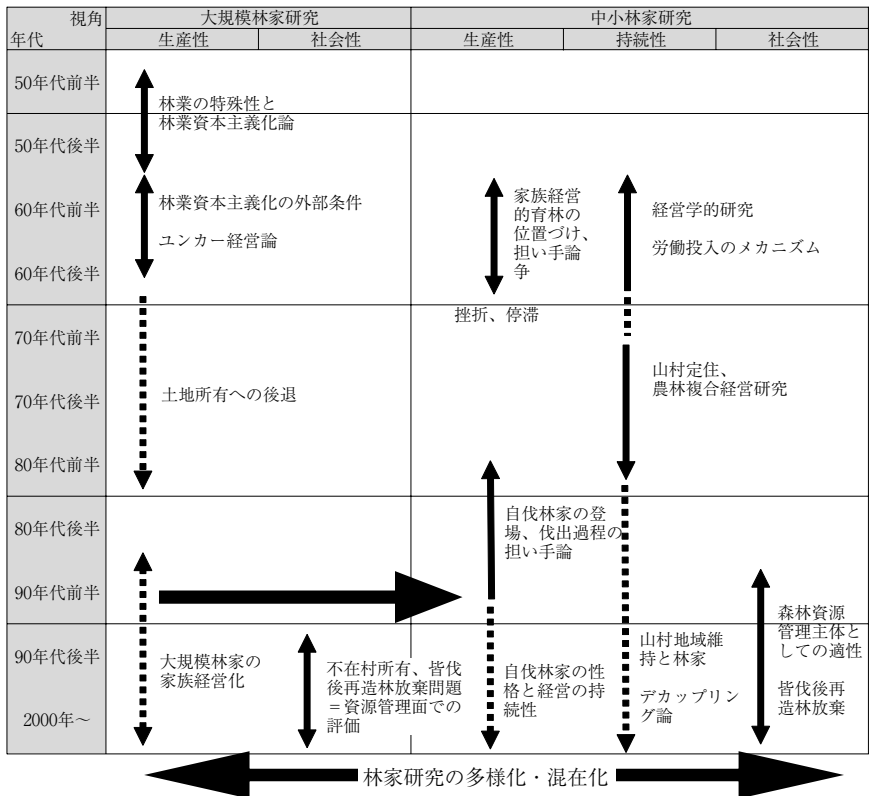 視角
年代
大規模林家研究
中小林家研究
生産性
社会性
生産性
持続性
社会性
50年代前半
50年代後半
60年代前半
60年代後半
70年代前半
70年代後半
80年代前半
80年代後半
90年代前半
90年代後半
2000年~
林業の特殊性と
林業資本主義化論
林業資本主義化の外部条件
ユンカー経営論
土地所有への後退
大規模林家の
家族経営化
不在村所有、皆伐
後再造林放棄問題
=資源管理面での
評価
家族経営
的育林の
位置づけ、
担い手論
争
挫折、停滞
自伐林家の登
場、伐出過程の
担い手論
自伐林家の性
格と経営の持
続性
経営学的研究
労働投入のメカニズム
山村定住、
農林複合経営研究
山村地域維
持と林家
デカップリン
グ論
森林資源
管理主体と
しての適性
皆伐後再
造林放棄
林家研究の多様化・混在化